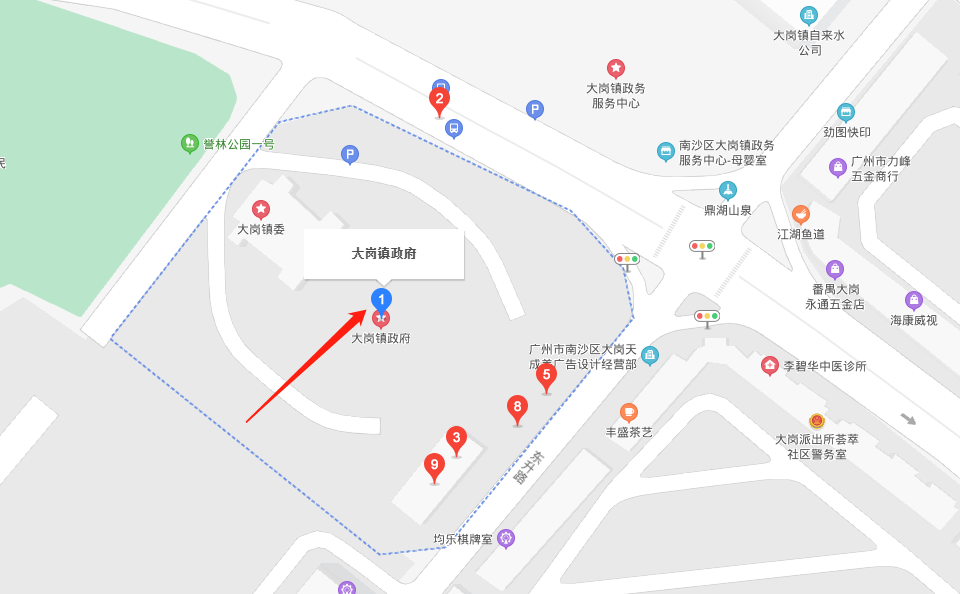 大岗镇自来水
公司
大岗镇政务
服务中心
2
P
劲图快印
誉林公园一号
P
南沙区大岗镇政务
服务中心-母婴室
广州市力峰
五金商行
民
鼎湖山泉
大岗镇委
江湖鱼道
大岗镇政府
番禺大岗
永通五金店
1
海康威视
大岗镇政府
广州市南沙区大岗天
成美广告设计经营部
李碧华中医诊所
5
8
丰盛茶艺
大岗派出所荟萃
社区警务室
3
9
东升路
均乐棋牌室